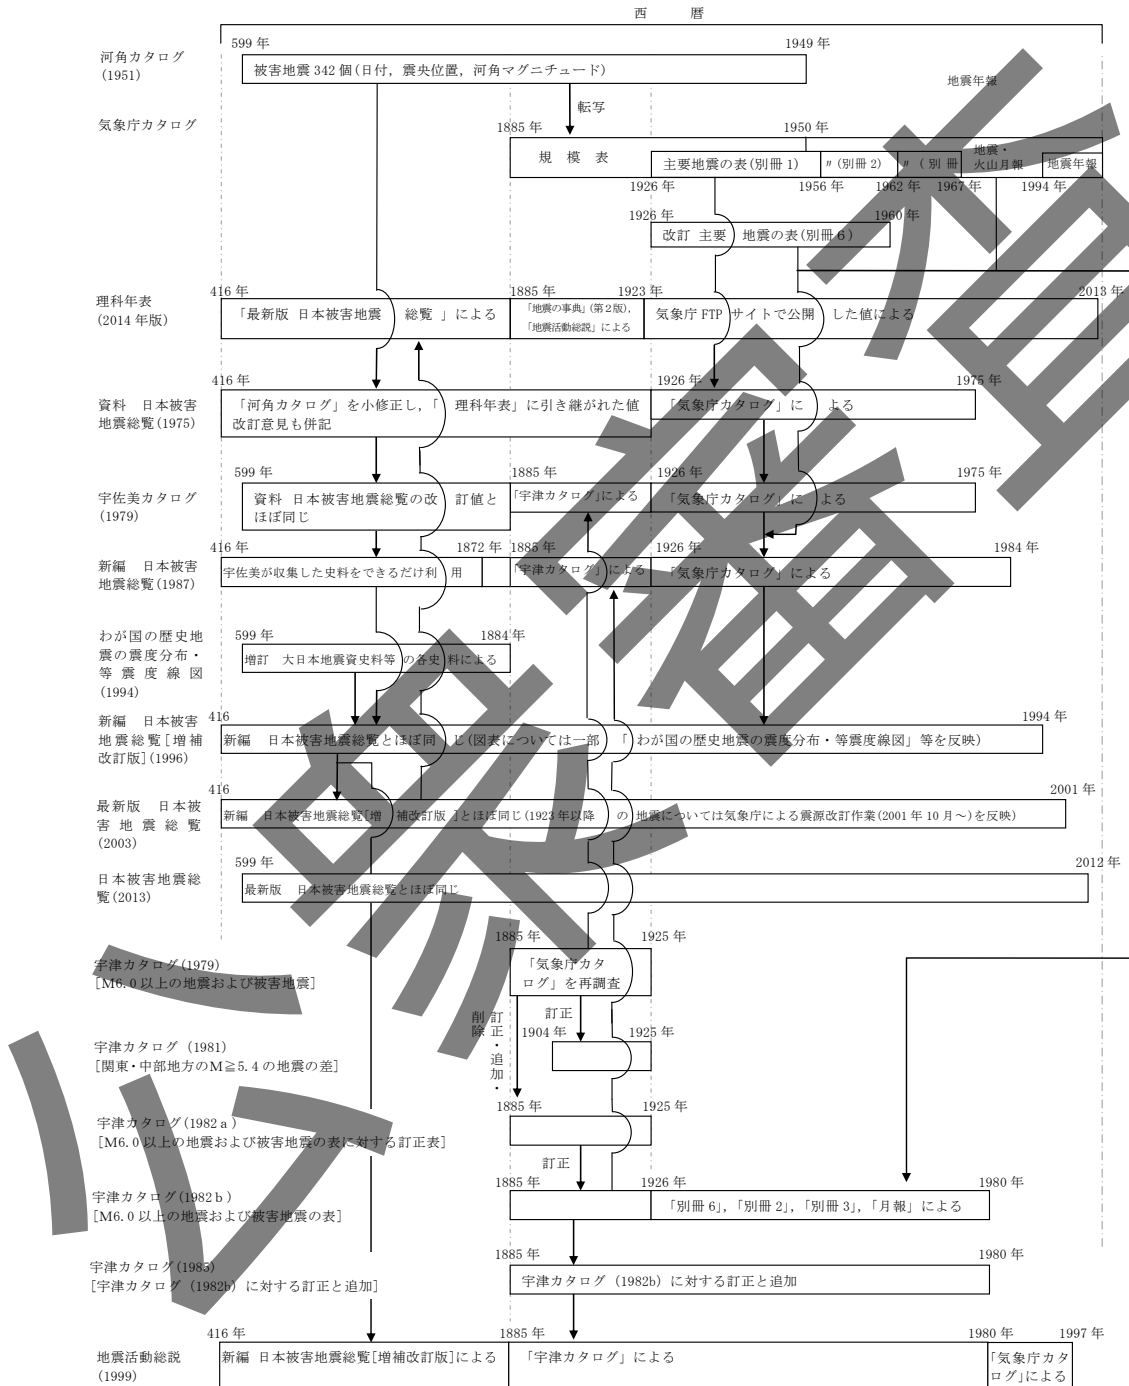 西　暦
河角カタログ
(1951)
599 年
1949 年
被害地震 342 個(日付，震央位置，河角マグニチュード)
転写
地震年報
気象庁カタログ
1885 年
1950 年
規 模 表
主要地震の表(別冊 1)
〃(別冊 2)
〃(別 冊
地震・
火山月報
地震年報
1926 年
1956 年
1962 年
1967 年
1994 年
1926 年
1960 年
改訂 主要 地震の表(別冊 6)
理科年表
(2014 年版)
416 年
1885 年
1923 年
2013 年
「最新版 日本被害地震 総覧 」による
「地震の事典」(第２版),
「地震活動総説」による
気象庁 FTP サイトで公開 した値による
資料 日本被害
地震総覧(1975)
416 年
1926 年
1975 年
「河角カタログ」を小修正し，「 理科年表」に引き継がれた値
改訂意見も併記
「気象庁カタログ」に よる
宇佐美カタログ
(1979)
599 年
1885 年
1926 年
1975 年
資料 日本被害地震総覧の改 訂値と
ほぼ同じ
「宇津カタログ」による
「気象庁カタログ」に よる
新編 日本被害
地震総覧(1987)
416 年
1872 年
1885 年
1926 年
1984 年
宇佐美が収集した史料をできるだけ利 用
「宇津カタログ」による
「気象庁カタログ」による
わが国の歴史地
震の震度分布・
等 震 度 線 図
(1994)
599 年
1884 年
増訂 大日本地震資史料等 の各史 料による
新編 日本被害
地震総覧[増補
改訂版](1996)
416
1994 年
新編 日本被害地震総覧とほぼ同 じ(図表については一部 「 わが国の歴史地震の震度分布・等震度線図」等を反映)
最新版 日本被
害 地 震 総 覧
(2003)
416
2001 年
新編 日本被害地震総覧[増 補改訂版 ]とほぼ同じ(1923 年以降 の 地震については気象庁による震源改訂作業(2001 年 10 月～)を反映)
日本被害地震総
覧(2013)
599 年
2012 年
最新版 日本被害地震総覧とほぼ同じ
宇津カタログ(1979)
[M6.0 以上の地震および被害地震]
1885 年
1925 年
「気象庁カタ
ログ」を再調査
訂正・追加・
削除
訂正
宇津カタログ (1981)
[関東・中部地方のM≧5.4 の地震の差]
1904 年
1925 年
宇津カタログ(1982 a )
[M6.0 以上の地震および被害地震の表に対する訂正表]
1885 年
1925 年
訂正
宇津カタログ(1982 b )
[M6.0 以上の地震および被害地震の表]
1885 年
1926 年
1980 年
「別冊 6」，「別冊 2」，「別冊 3」，「月報」による
宇津カタログ(1985)
[宇津カタログ (1982b) に対する訂正と追加]
1885 年
1980 年
宇津カタログ (1982b) に対する訂正と追加
地震活動総説
(1999)
416 年
1885 年
1980 年
1997 年
新編 日本被害地震総覧[増補改訂版]による
「宇津カタログ」による
「気象庁カタ
ログ」による
公開審査